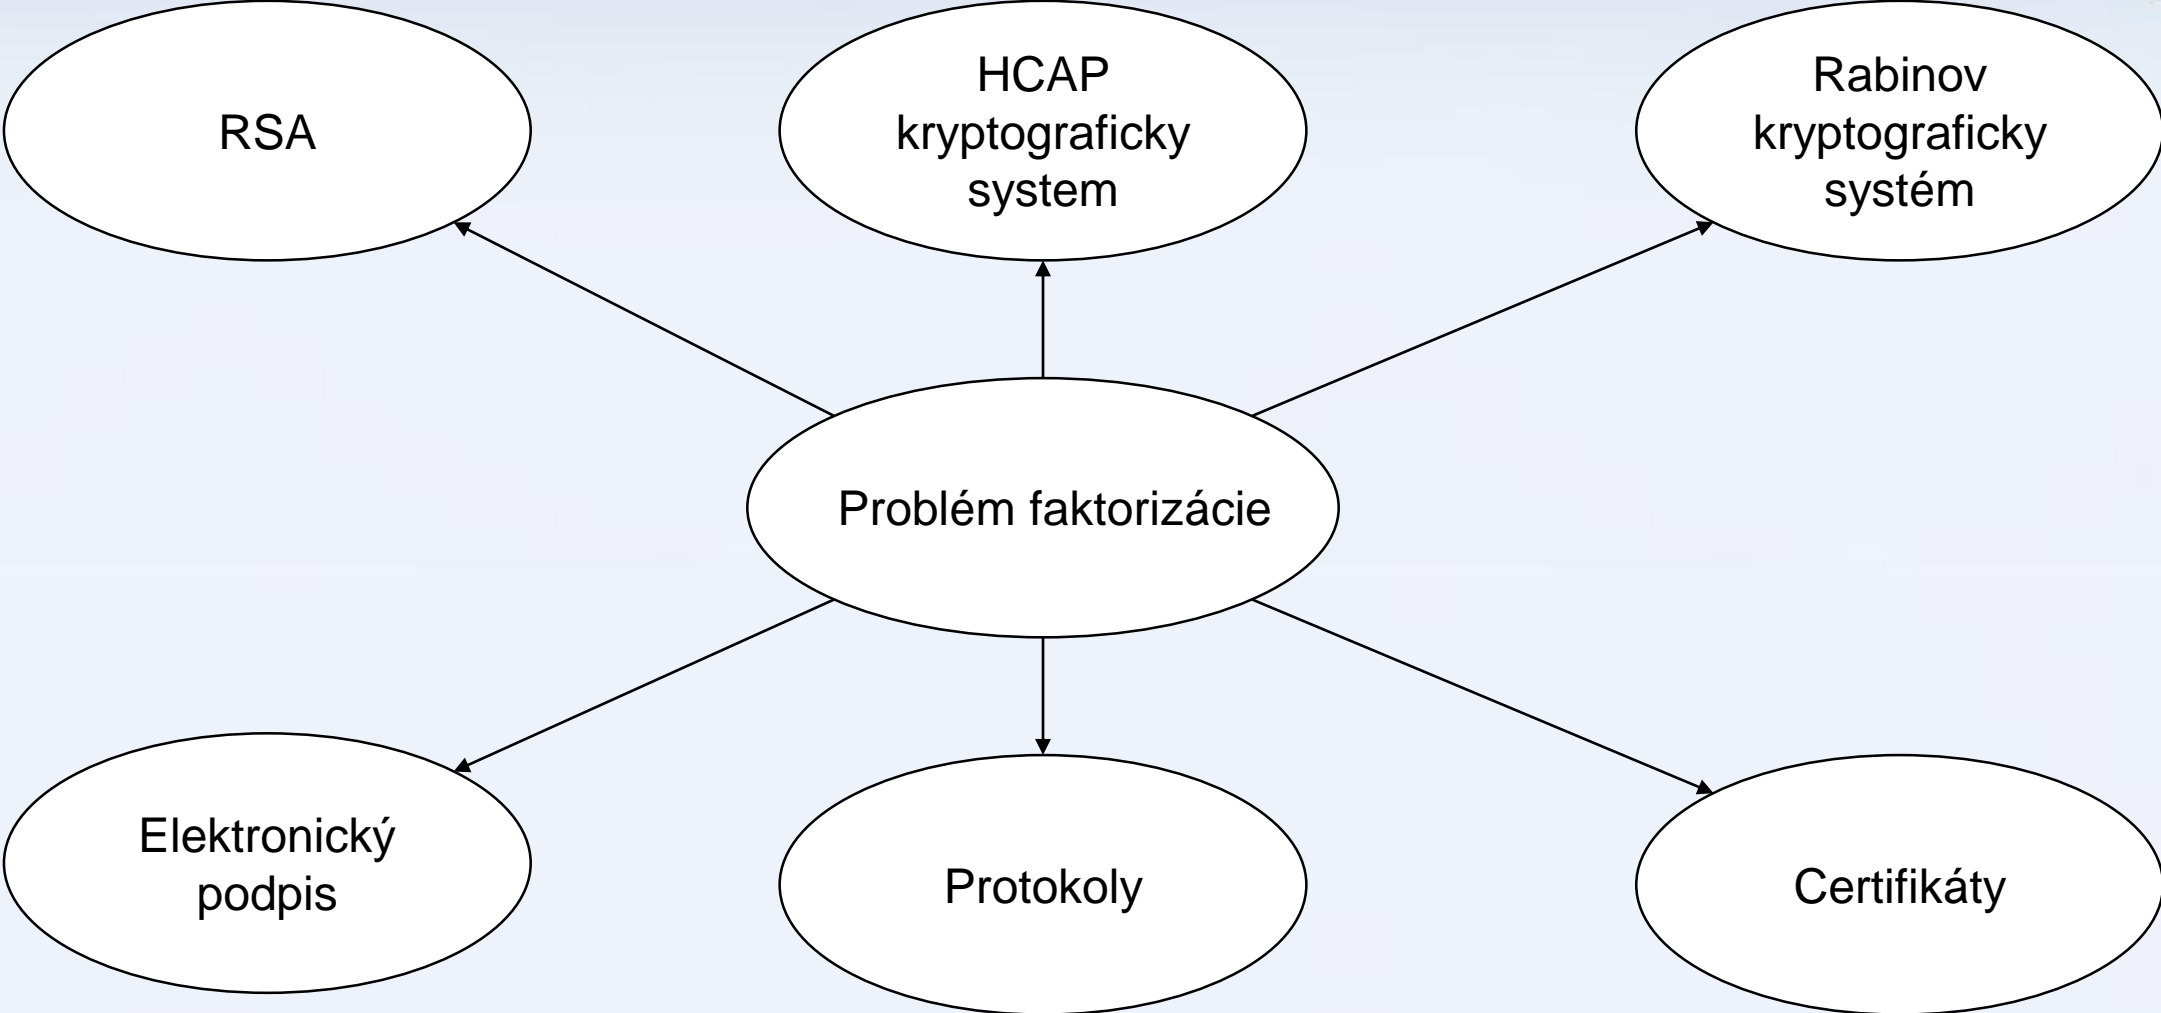 RSA
HCAP
kryptograficky
system
Rabinov
kryptograficky
systém
Problém faktorizácie
Elektronický
podpis
Protokoly
Certifikáty